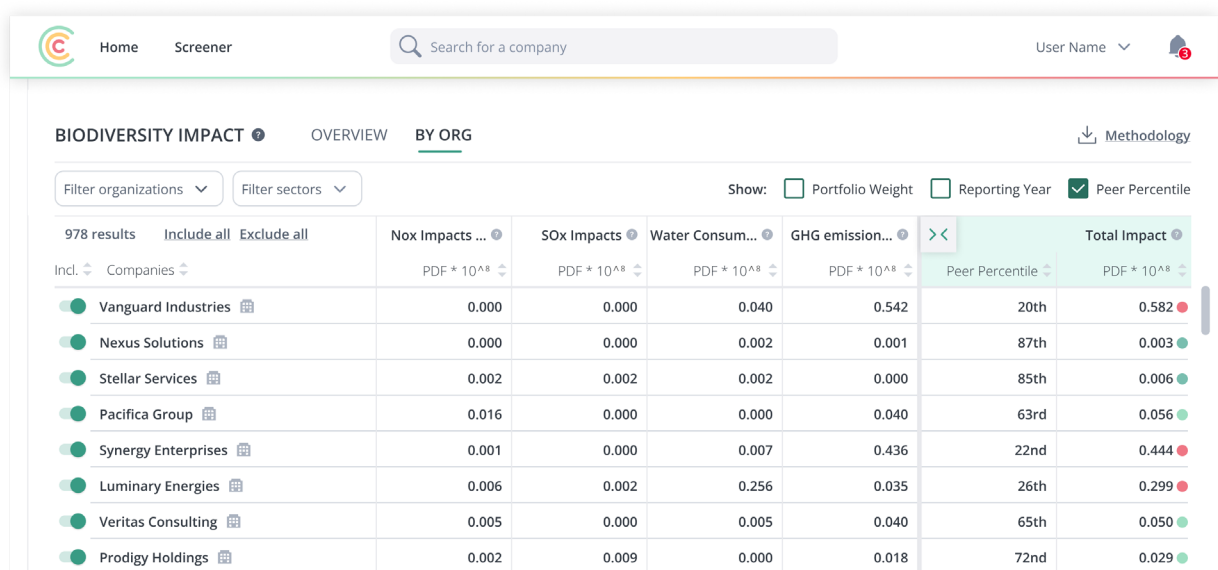 Home Screener Search for a company User Name 3
BIODIVERSITY IMPACT ? OVERVIEW BY ORG Methodology
Filter organizations Filter sectors Show: Portfolio Weight Reporting Year Peer Percentile
978 results Include all Exclude all Nox Impacts ... ? SOx Impacts ? Water Consum... ? GHG emission... ? Total Impact ?
Incl. Companies PDF * 10^8 PDF * 10^8 PDF * 10^8 PDF * 10^8 Peer Percentile PDF * 10^8
Vanguard Industries 0.000 0.000 0.040 0.542 20th 0.582
Nexus Solutions 0.000 0.000 0.002 0.001 87th 0.003
Stellar Services 0.002 0.002 0.002 0.000 85th 0.006
Pacifica Group 0.016 0.000 0.000 0.040 63rd 0.056
Synergy Enterprises 0.001 0.000 0.007 0.436 22nd 0.444
Luminary Energies 0.006 0.002 0.256 0.035 26th 0.299
Veritas Consulting 0.005 0.000 0.005 0.040 65th 0.050
Prodigy Holdings 0.002 0.009 0.000 0.018 72nd 0.029